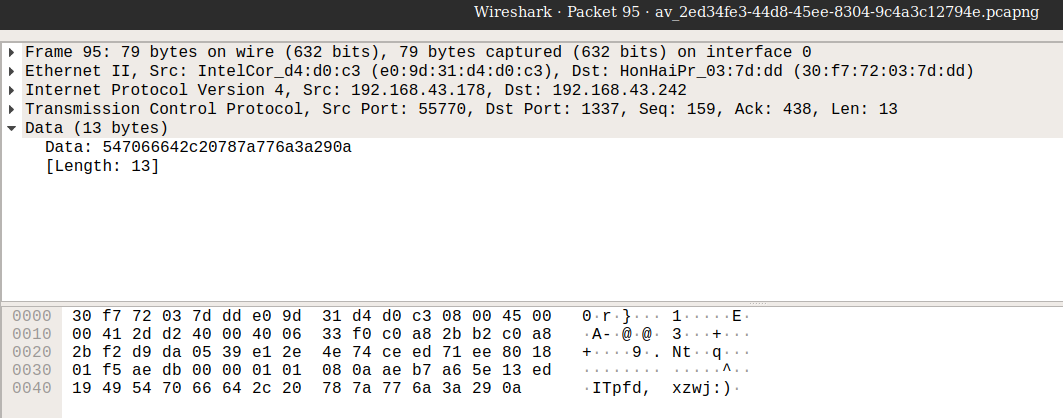 Wireshark · Packet 95 · av_2ed34fe3-44d8-45ee-8304-9c4a3c12794e.pcapng
Frame 95: 79 bytes on wire (632 bits), 79 bytes captured (632 bits) on interface 0
Ethernet II, Src: IntelCor_d4:d0:c3 (e0:9d:31:d4:d0:c3), Dst: HonHaiPr_03:7d:dd (30:f7:72:03:7d:dd)
Internet Protocol Version 4, Src: 192.168.43.178, Dst: 192.168.43.242
Transmission Control Protocol, Src Port: 55770, Dst Port: 1337, Seq: 159, Ack: 438, Len: 13
Data (13 bytes)
Data: 547066642c20787a776a3a290a
[Length: 13]
0000 30 f7 72 03 7d dd e0 9d 31 d4 d0 c3 08 00 45 00 0·r·}··· 1·····E·
0010 00 41 2d d2 40 00 40 06 33 f0 c0 a8 2b b2 c0 a8 ·A-·@·@· 3···+···
0020 2b f2 d9 da 05 39 e1 2e 4e 74 ce ed 71 ee 80 18 +····9·. Nt··q···
0030 01 f5 ae db 00 00 01 01 08 0a ae b7 a6 5e 13 ed ········ ·····^··
0040 19 49 54 70 66 64 2c 20 78 7a 77 6a 3a 29 0a ·ITpfd, xzwj:)·